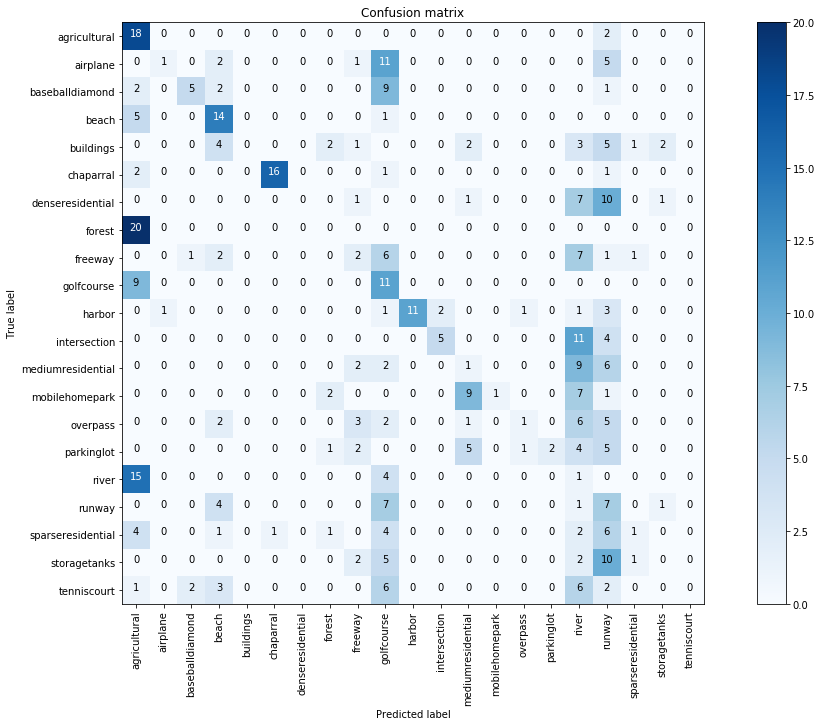 Confusion matrix
agricultural 18 0 0 0 0 0 0 0 0 0 0 0 0 0 0 0 0 2 0 0 0
airplane 0 1 0 2 0 0 0 0 1 11 0 0 0 0 0 0 0 5 0 0 0
baseballdiamond 2 0 5 2 0 0 0 0 0 9 0 0 0 0 0 0 0 1 0 0 0
beach 5 0 0 14 0 0 0 0 0 1 0 0 0 0 0 0 0 0 0 0 0
buildings 0 0 0 4 0 0 0 2 1 0 0 0 2 0 0 0 3 5 1 2 0
chaparral 2 0 0 0 0 16 0 0 0 1 0 0 0 0 0 0 0 1 0 0 0
denseresidential 0 0 0 0 0 0 0 0 1 0 0 0 1 0 0 0 7 10 0 1 0
forest 20 0 0 0 0 0 0 0 0 0 0 0 0 0 0 0 0 0 0 0 0
freeway 0 0 1 2 0 0 0 0 2 6 0 0 0 0 0 0 7 1 1 0 0
golfcourse 9 0 0 0 0 0 0 0 0 11 0 0 0 0 0 0 0 0 0 0 0
harbor 0 1 0 0 0 0 0 0 0 1 11 2 0 0 1 0 1 3 0 0 0
intersection 0 0 0 0 0 0 0 0 0 0 0 5 0 0 0 0 11 4 0 0 0
mediumresidential 0 0 0 0 0 0 0 0 2 2 0 0 1 0 0 0 9 6 0 0 0
mobilehomepark 0 0 0 0 0 0 0 2 0 0 0 0 9 1 0 0 7 1 0 0 0
overpass 0 0 0 2 0 0 0 0 3 2 0 0 1 0 1 0 6 5 0 0 0
parkinglot 0 0 0 0 0 0 0 1 2 0 0 0 5 0 1 2 4 5 0 0 0
river 15 0 0 0 0 0 0 0 0 4 0 0 0 0 0 0 1 0 0 0 0
runway 0 0 0 4 0 0 0 0 0 7 0 0 0 0 0 0 1 7 0 1 0
sparseresidential 4 0 0 1 0 1 0 1 0 4 0 0 0 0 0 0 2 6 1 0 0
storagetanks 0 0 0 0 0 0 0 0 2 5 0 0 0 0 0 0 2 10 1 0 0
tenniscourt 1 0 2 3 0 0 0 0 0 6 0 0 0 0 0 0 6 2 0 0 0
True label
agricultural
airplane
baseballdiamond
beach
buildings
chaparral
denseresidential
forest
freeway
golfcourse
harbor
intersection
mediumresidential
mobilehomepark
overpass
parkinglot
river
runway
sparseresidential
storagetanks
tenniscourt
Predicted label
20.0
17.5
15.0
12.5
10.0
7.5
5.0
2.5
0.0